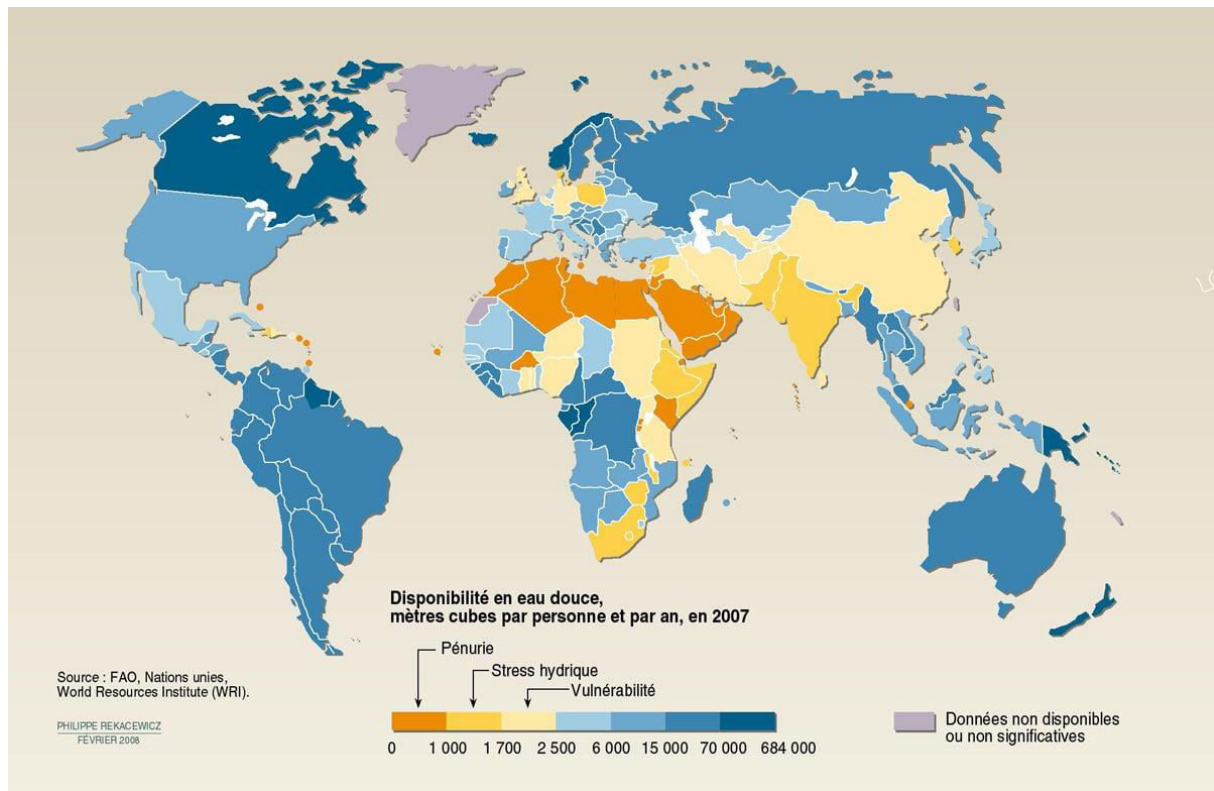 Disponibilité en eau douce,
mètres cubes par personne et par an, en 2007
Pénurie
Stress hydrique
Vulnérabilité
0 1 000 1 700 2 500 6 000 15 000 70 000 684 000
Source : FAO, Nations unies,
World Resources Institute (WRI).
PHILIPPE REKACEWICZ
FÉVRIER 2008
Données non disponibles
ou non significatives